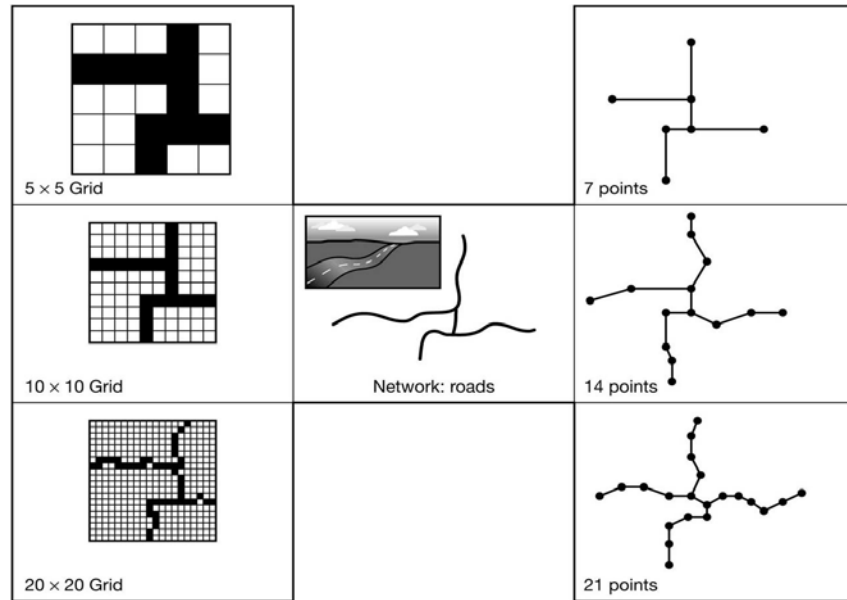 5 × 5 Grid
7 points
10 × 10 Grid
Network: roads
14 points
20 × 20 Grid
21 points